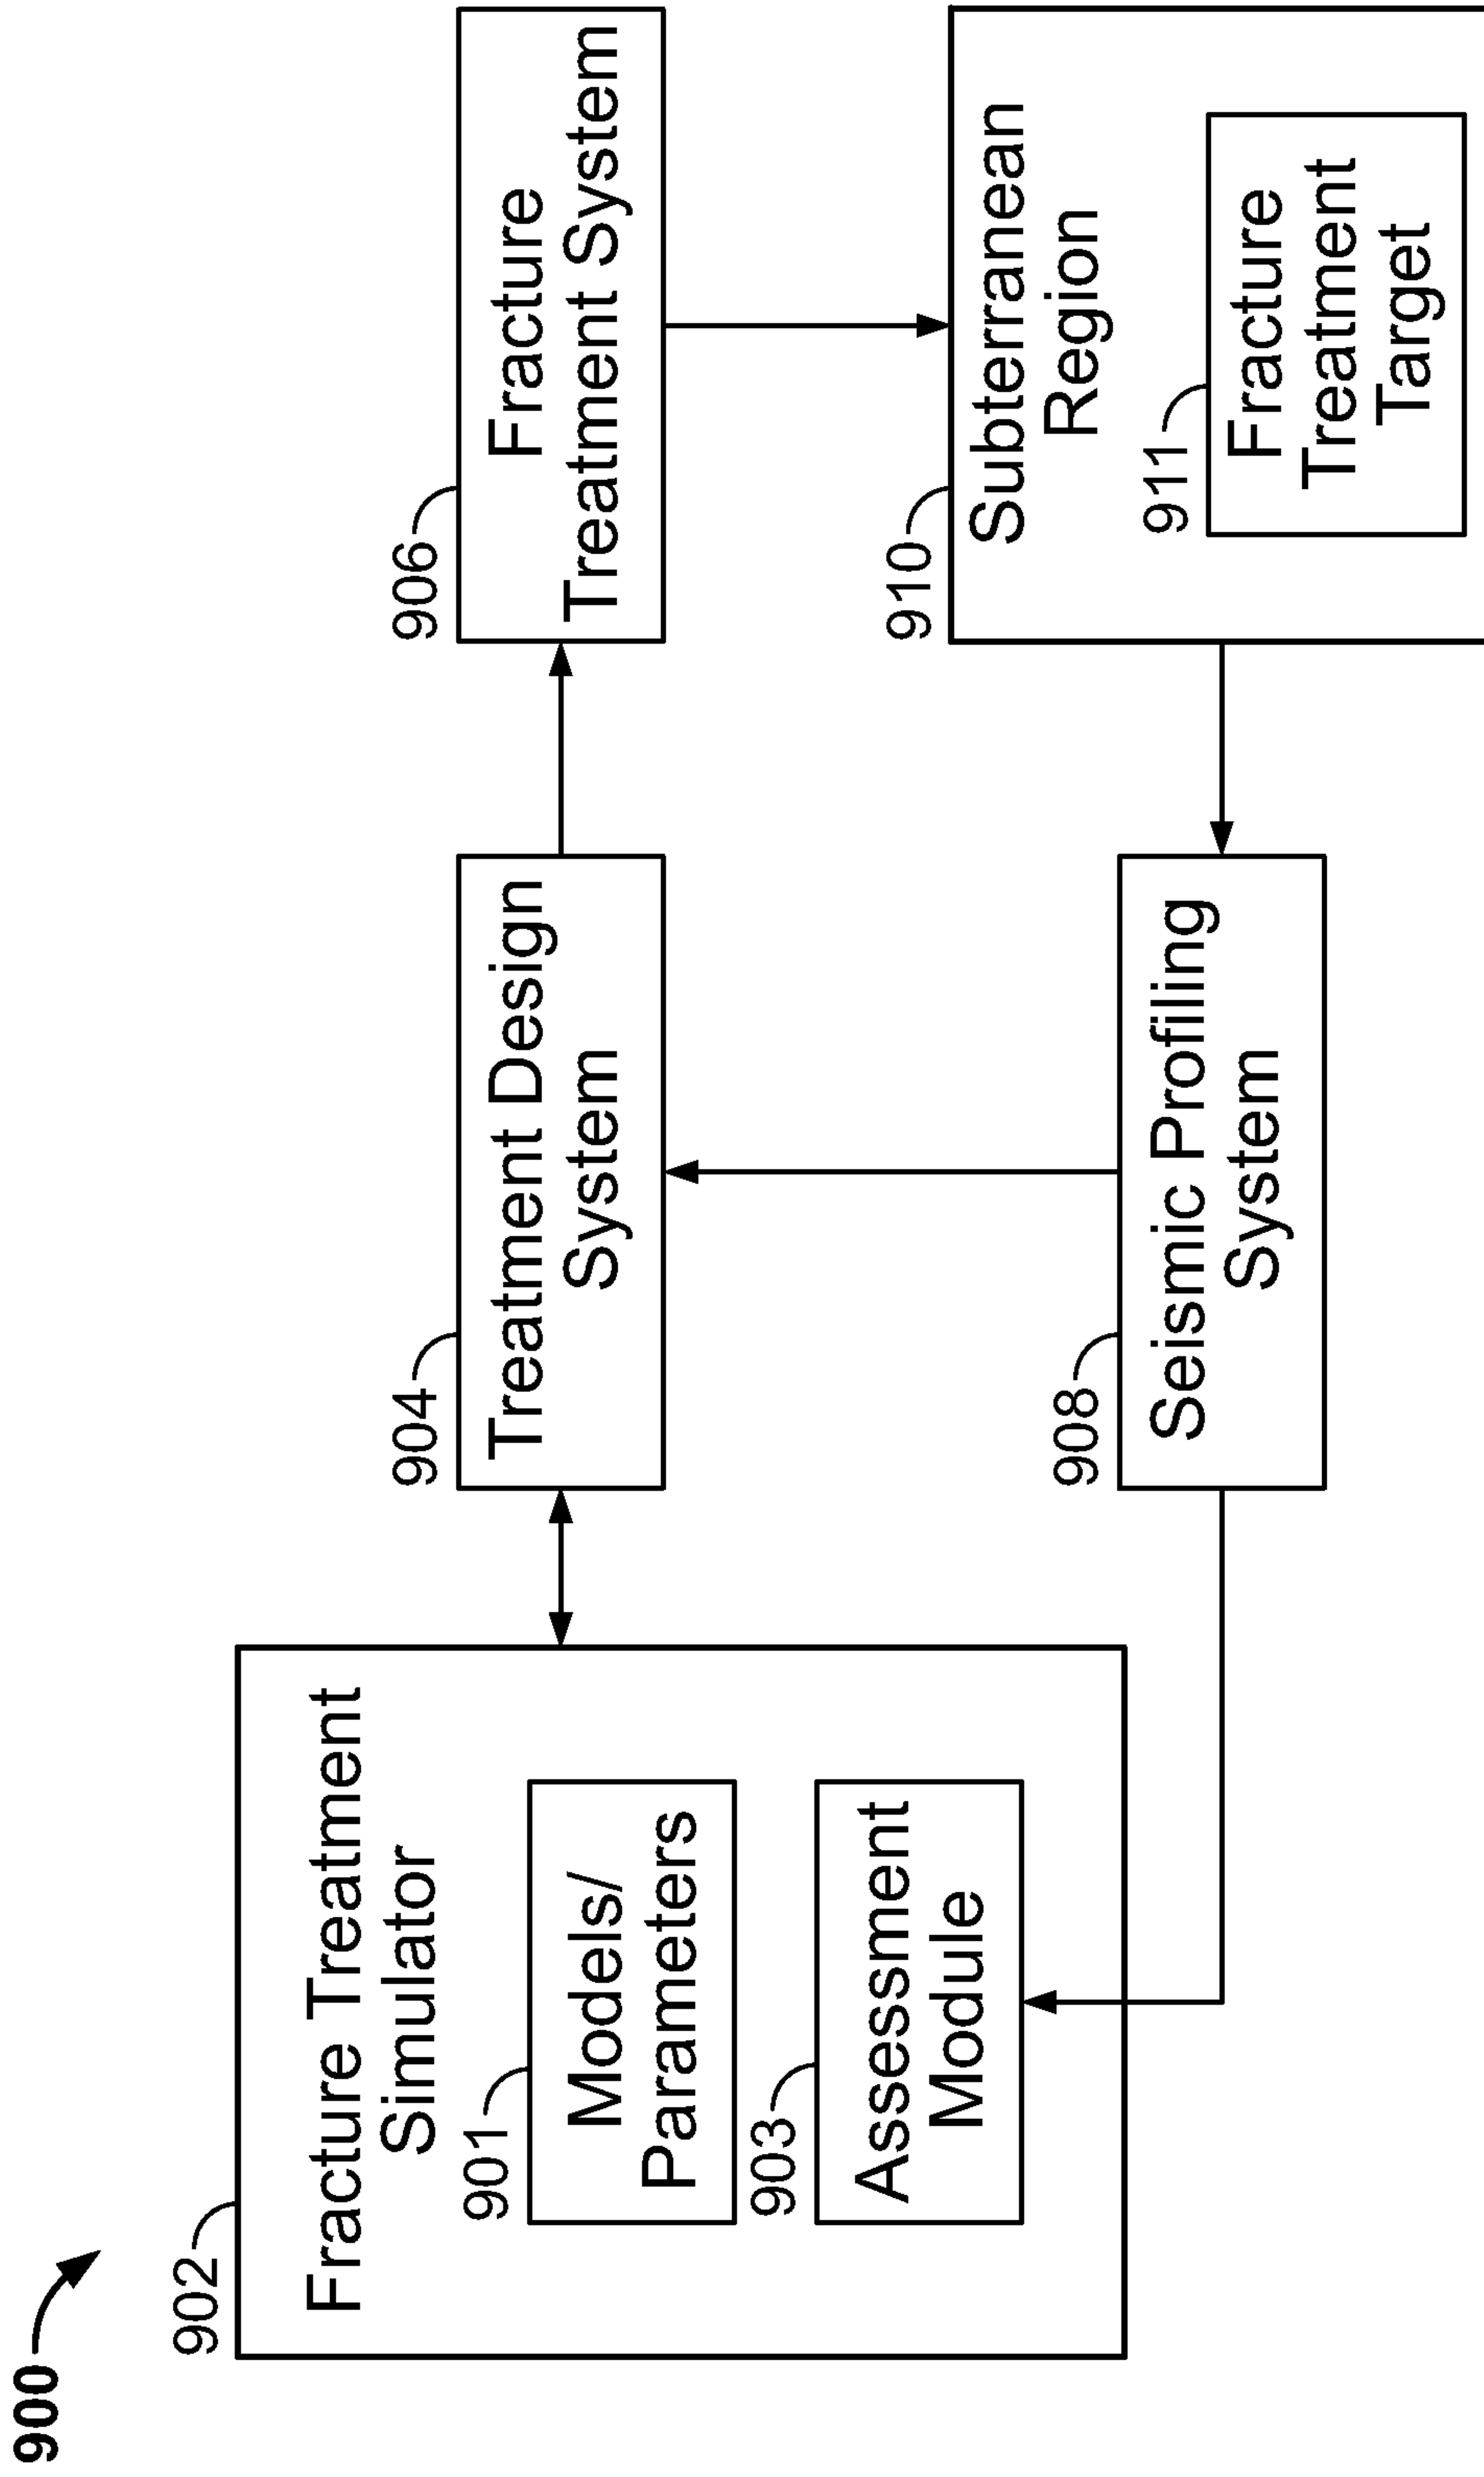 900
902
Fracture Treatment
Simulator
901
Models/
Parameters
903
Assessment
Module
904
Treatment Design
System
906
Fracture
Treatment System
908
Seismic Profiling
System
910
Subterranean
Region
911
Fracture
Treatment
Target